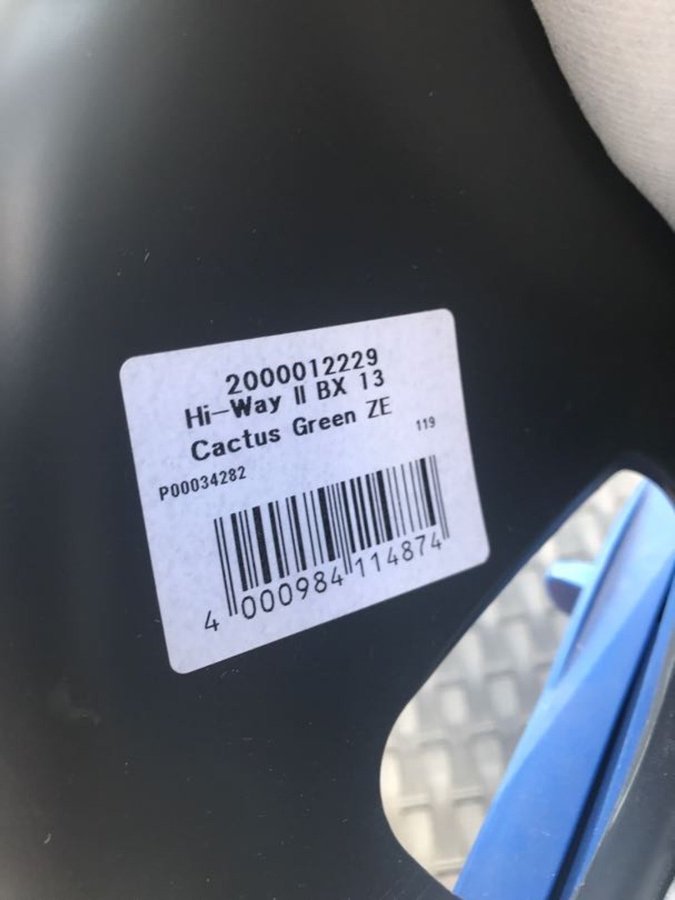 2000012229
Hi-Way II BX 13
Cactus Green ZE
119
P00034282
4 000984 114874